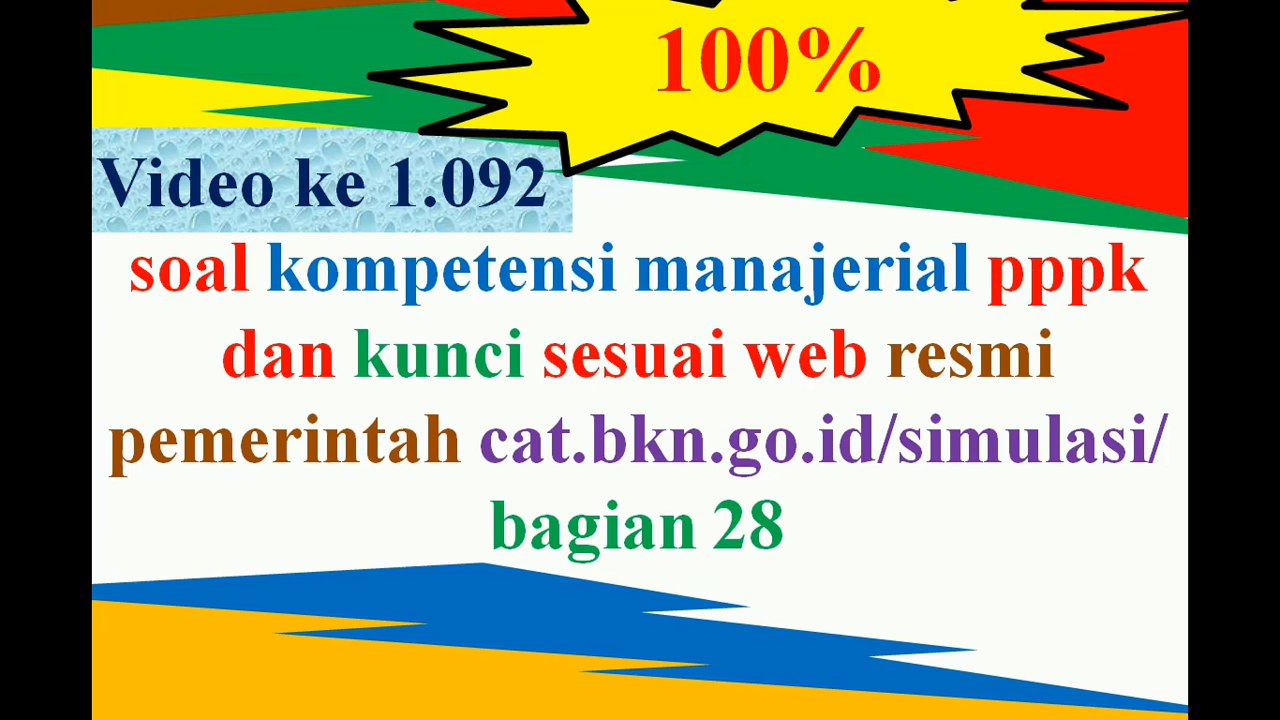 100%
Video ke 1.092
soal kompetensi manajerial pppk
dan kunci sesuai web resmi
pemerintah cat.bkn.go.id/simulasi/
bagian 28